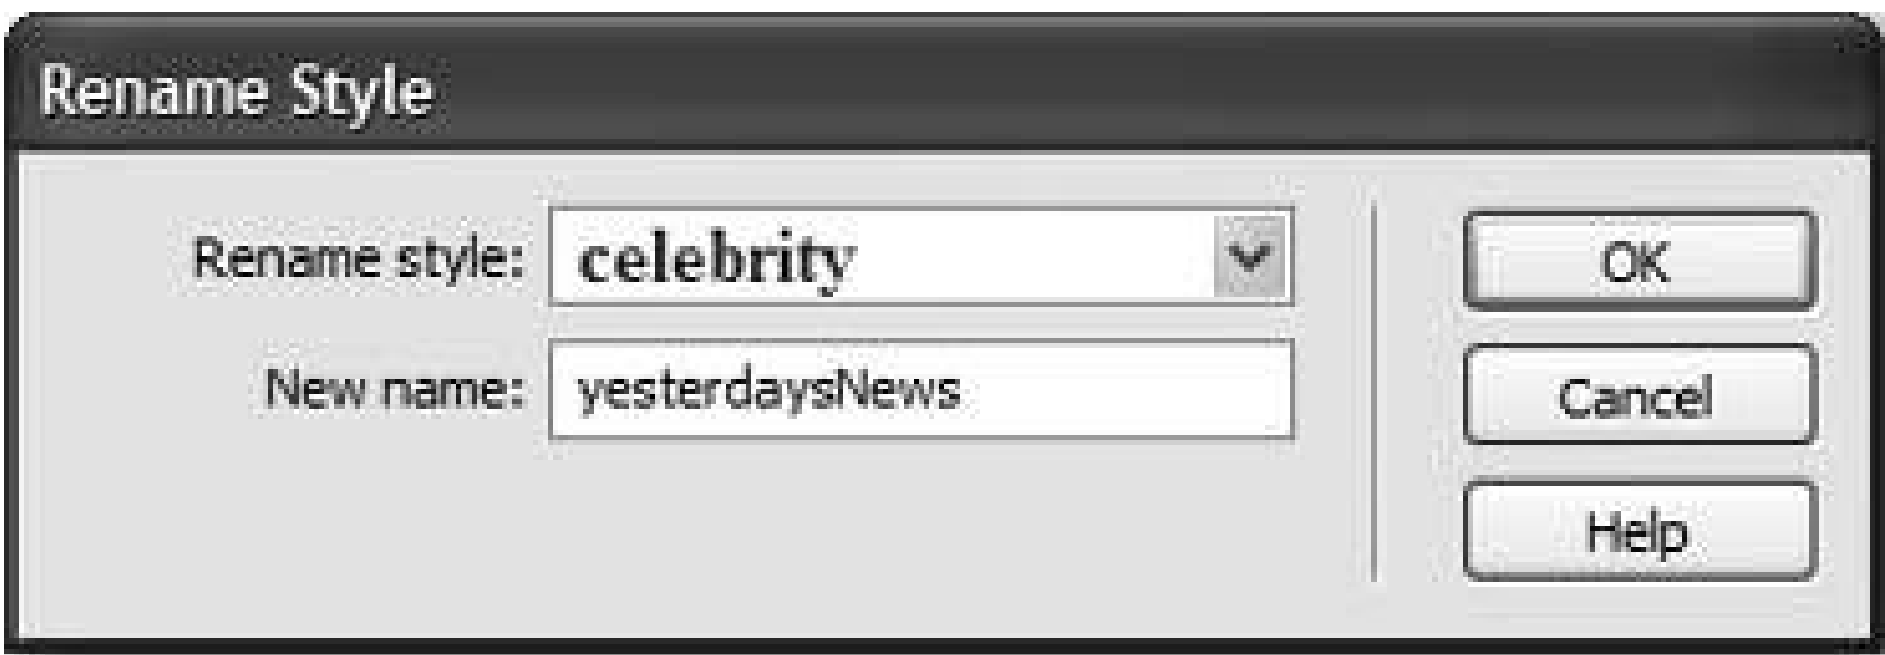 Rename Style
Rename style: celebrity
New name: yesterdaysNews
OK
Cancel
Help